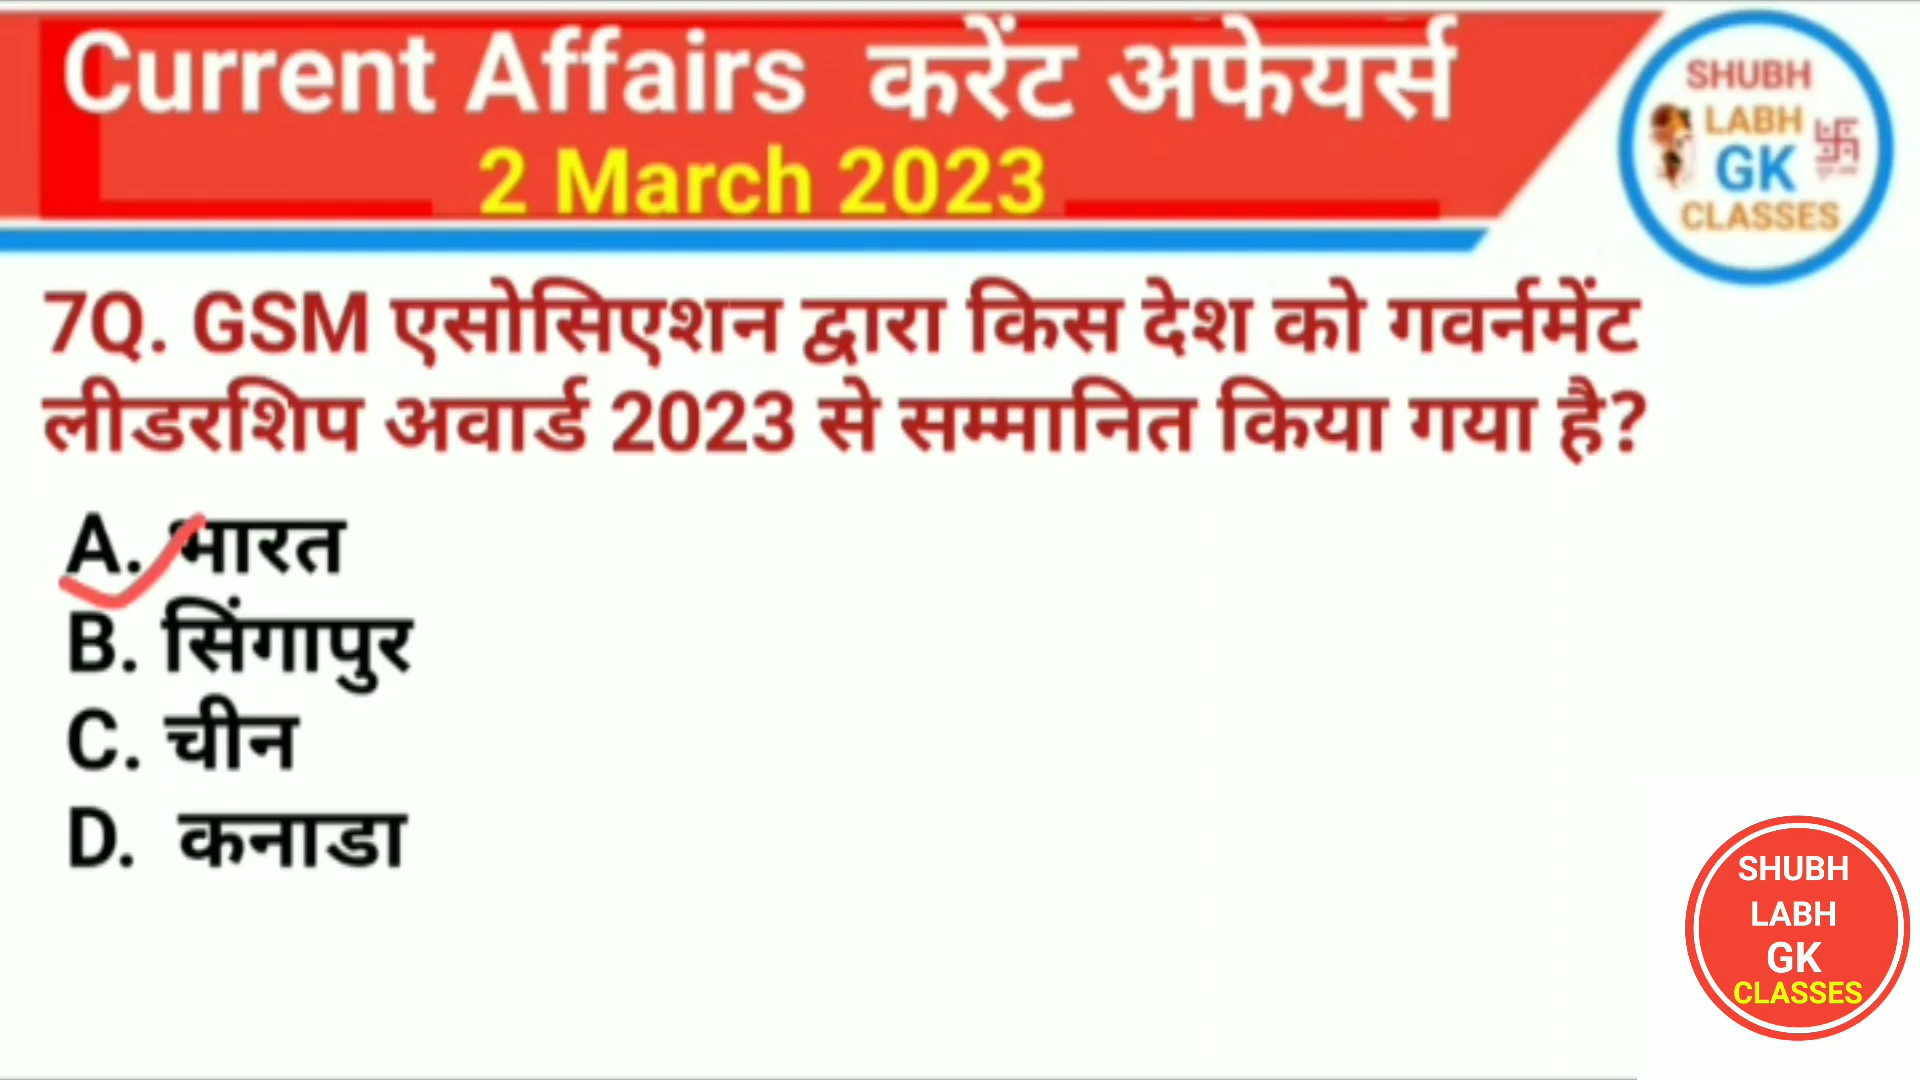 Current Affairs करेंट अफेयर्स
2 March 2023
SHUBH
LABH
GK
CLASSES
7Q. GSM एसोसिएशन द्वारा किस देश को गवर्नमेंट
लीडरशिप अवार्ड 2023 से सम्मानित किया गया है?
A. भारत
B. सिंगापुर
C. चीन
D. कनाडा
SHUBH
LABH
GK
CLASSES